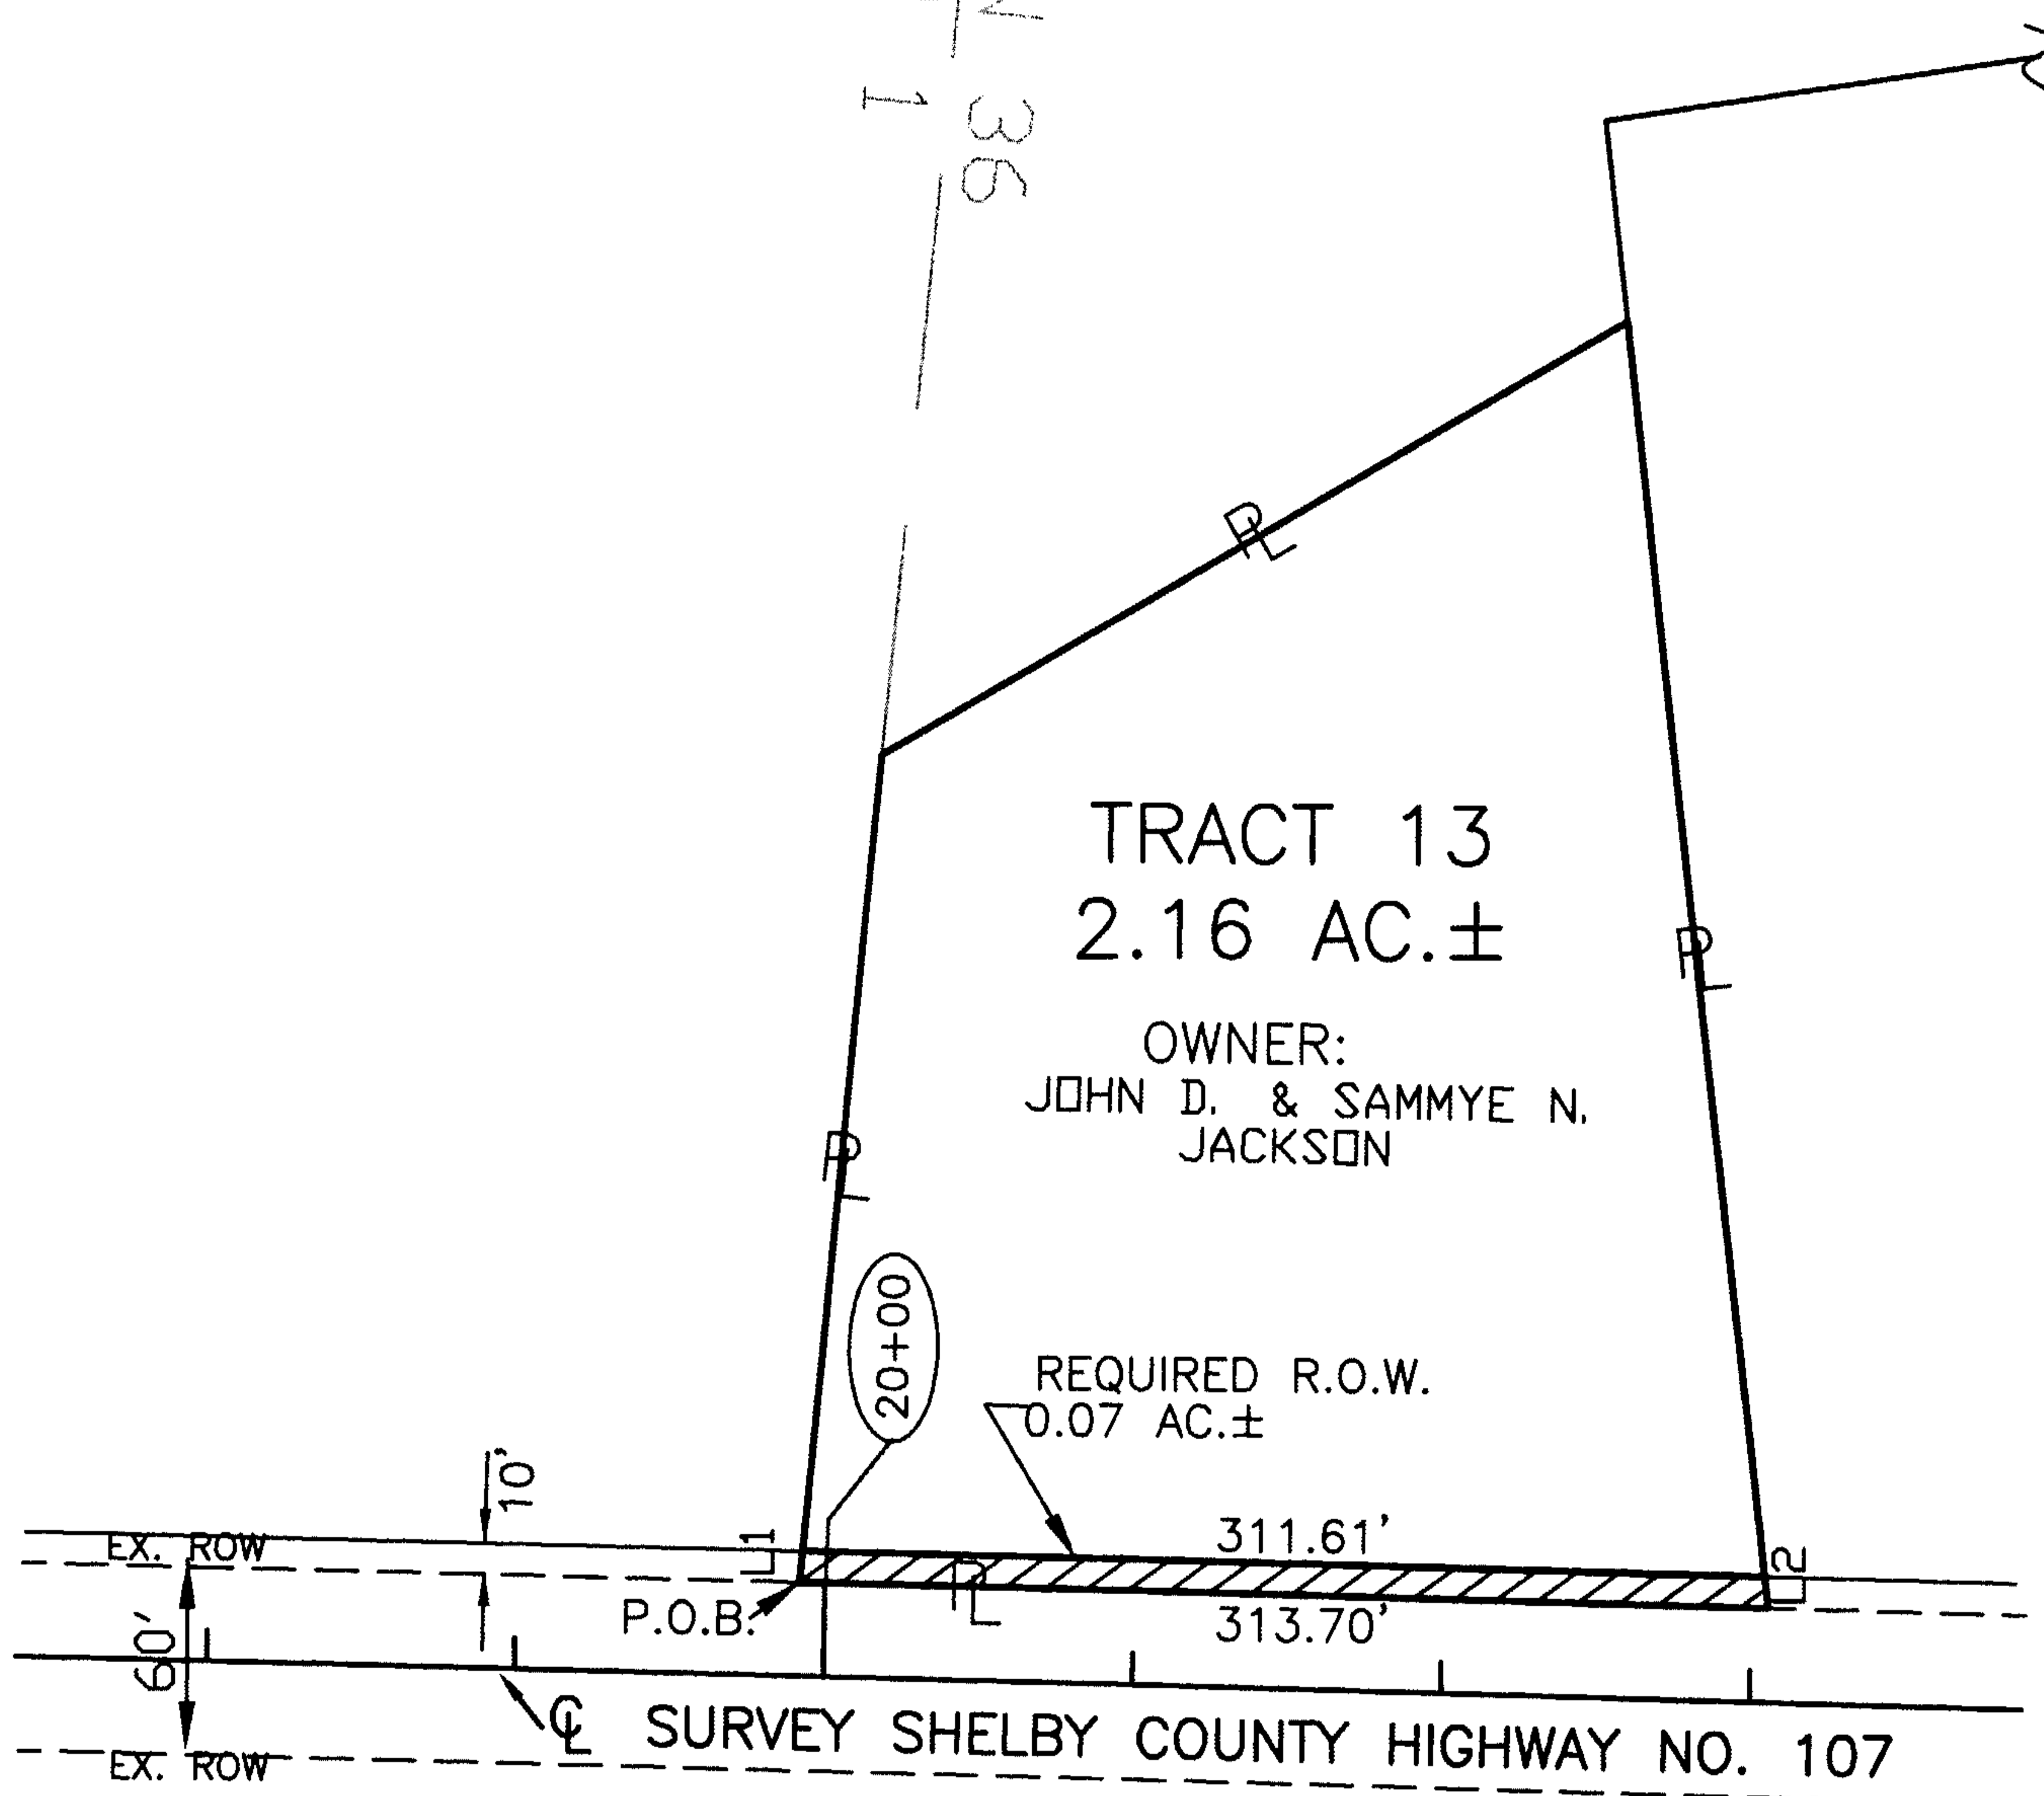 36
1
PL
TRACT 13
2.16 AC.±
PL
OWNER:
JOHN D. & SAMMYE N.
JACKSON
PL
20+00
REQUIRED R.O.W.
0.07 AC.±
10'
EX. ROW
L1
311.61'
L2
P.O.B.
PL
313.70'
60'
℄ SURVEY SHELBY COUNTY HIGHWAY NO. 107
EX. ROW